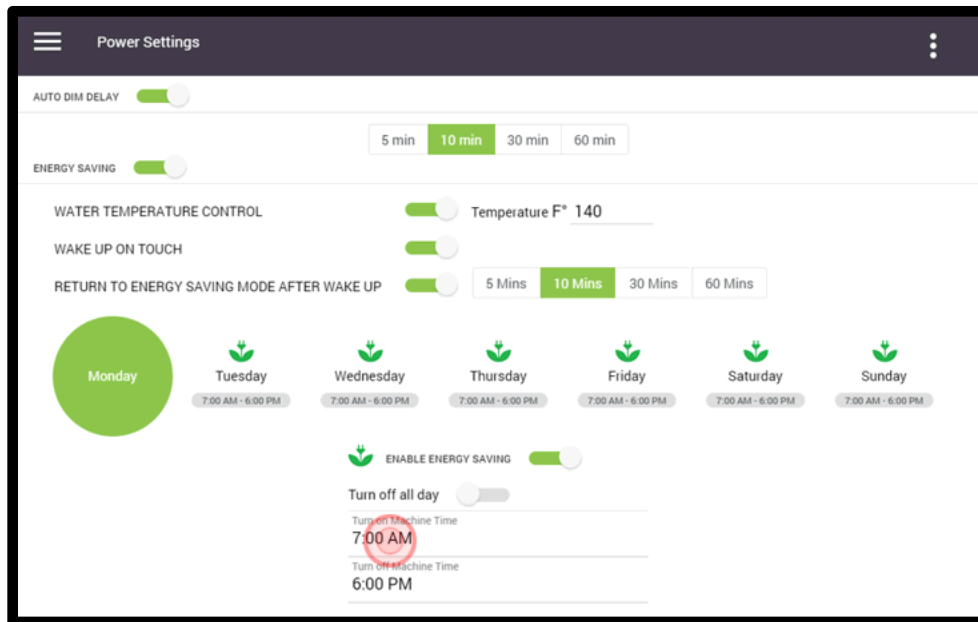 Power Settings
AUTO DIM DELAY
5 min 10 min 30 min 60 min
ENERGY SAVING
WATER TEMPERATURE CONTROL Temperature F° 140
WAKE UP ON TOUCH
RETURN TO ENERGY SAVING MODE AFTER WAKE UP 5 Mins 10 Mins 30 Mins 60 Mins
Monday Tuesday Wednesday Thursday Friday Saturday Sunday
7:00 AM - 6:00 PM 7:00 AM - 6:00 PM 7:00 AM - 6:00 PM 7:00 AM - 6:00 PM 7:00 AM - 6:00 PM 7:00 AM - 6:00 PM
ENABLE ENERGY SAVING
Turn off all day
Turn on Machine Time
7:00 AM
Turn off Machine Time
6:00 PM